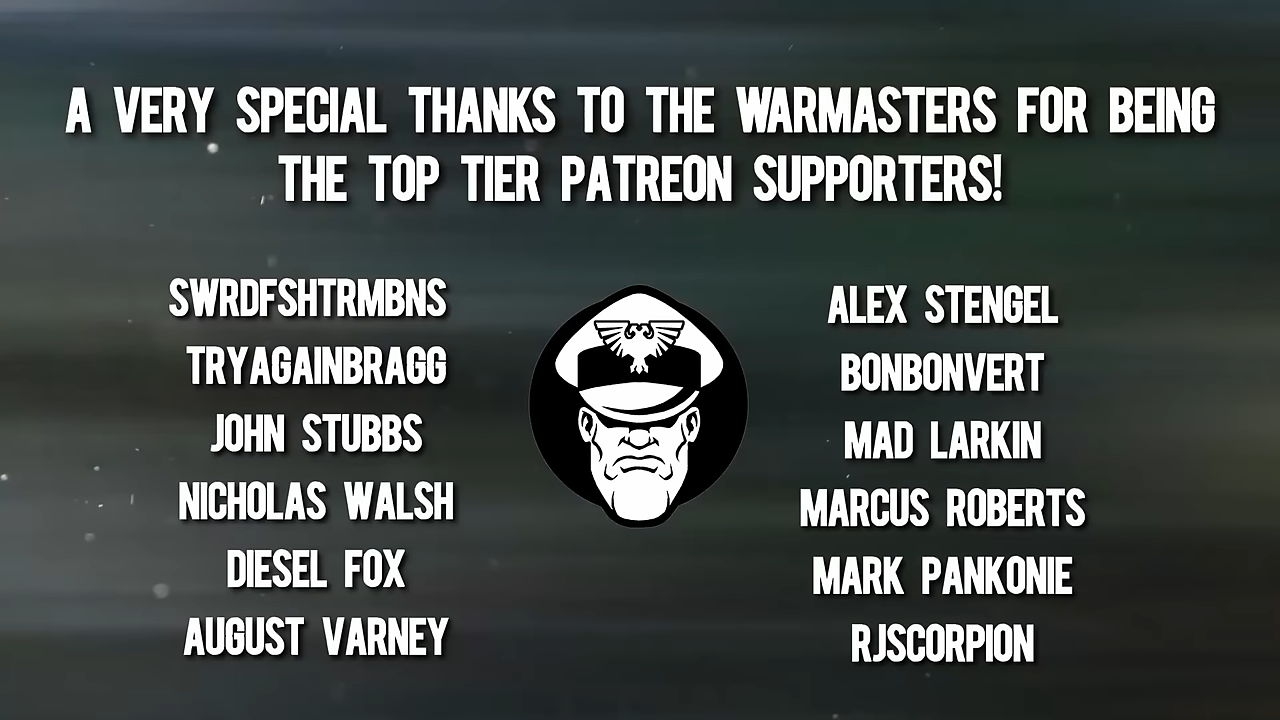 A VERY SPECIAL THANKS TO THE WARMASTERS FOR BEING
THE TOP TIER PATREON SUPPORTERS!
SWRDFSHTRMBNS
TRYAGAINBRAGG
JOHN STUBBS
NICHOLAS WALSH
DIESEL FOX
AUGUST VARNEY
ALEX STENGEL
BONBONVERT
MAD LARKIN
MARCUS ROBERTS
MARK PANKONIE
RJSCORPION